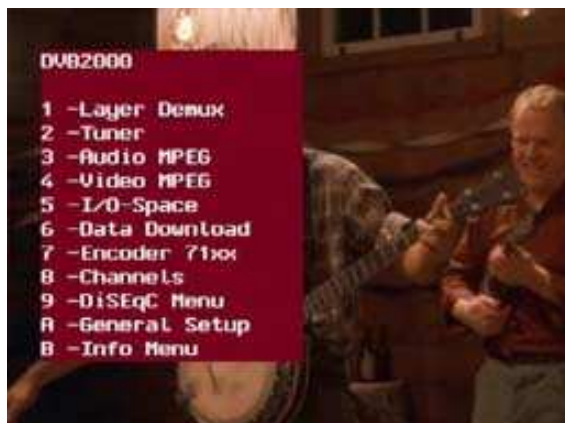 DVB2000
1 -Layer Demux
2 -Tuner
3 -Audio MPEG
4 -Video MPEG
5 -I/O-Space
6 -Data Download
7 -Encoder 71xx
8 -Channels
9 -DiSEqC Menu
A -General Setup
B -Info Menu